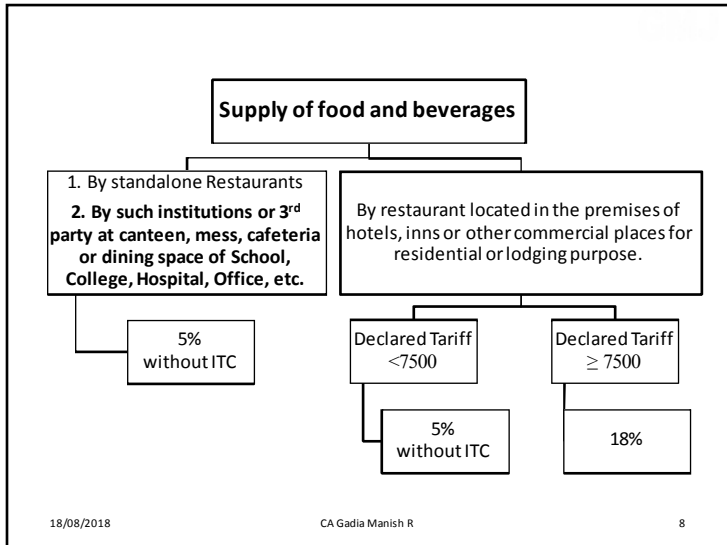 Supply of food and beverages
1. By standalone Restaurants
2. By such institutions or 3rd
party at canteen, mess, cafeteria
or dining space of School,
College, Hospital, Office, etc.
5%
without ITC
By restaurant located in the premises of
hotels, inns or other commercial places for
residential or lodging purpose.
Declared Tariff
<7500
5%
without ITC
Declared Tariff
≥ 7500
18%
18/08/2018
CA Gadia Manish R
8